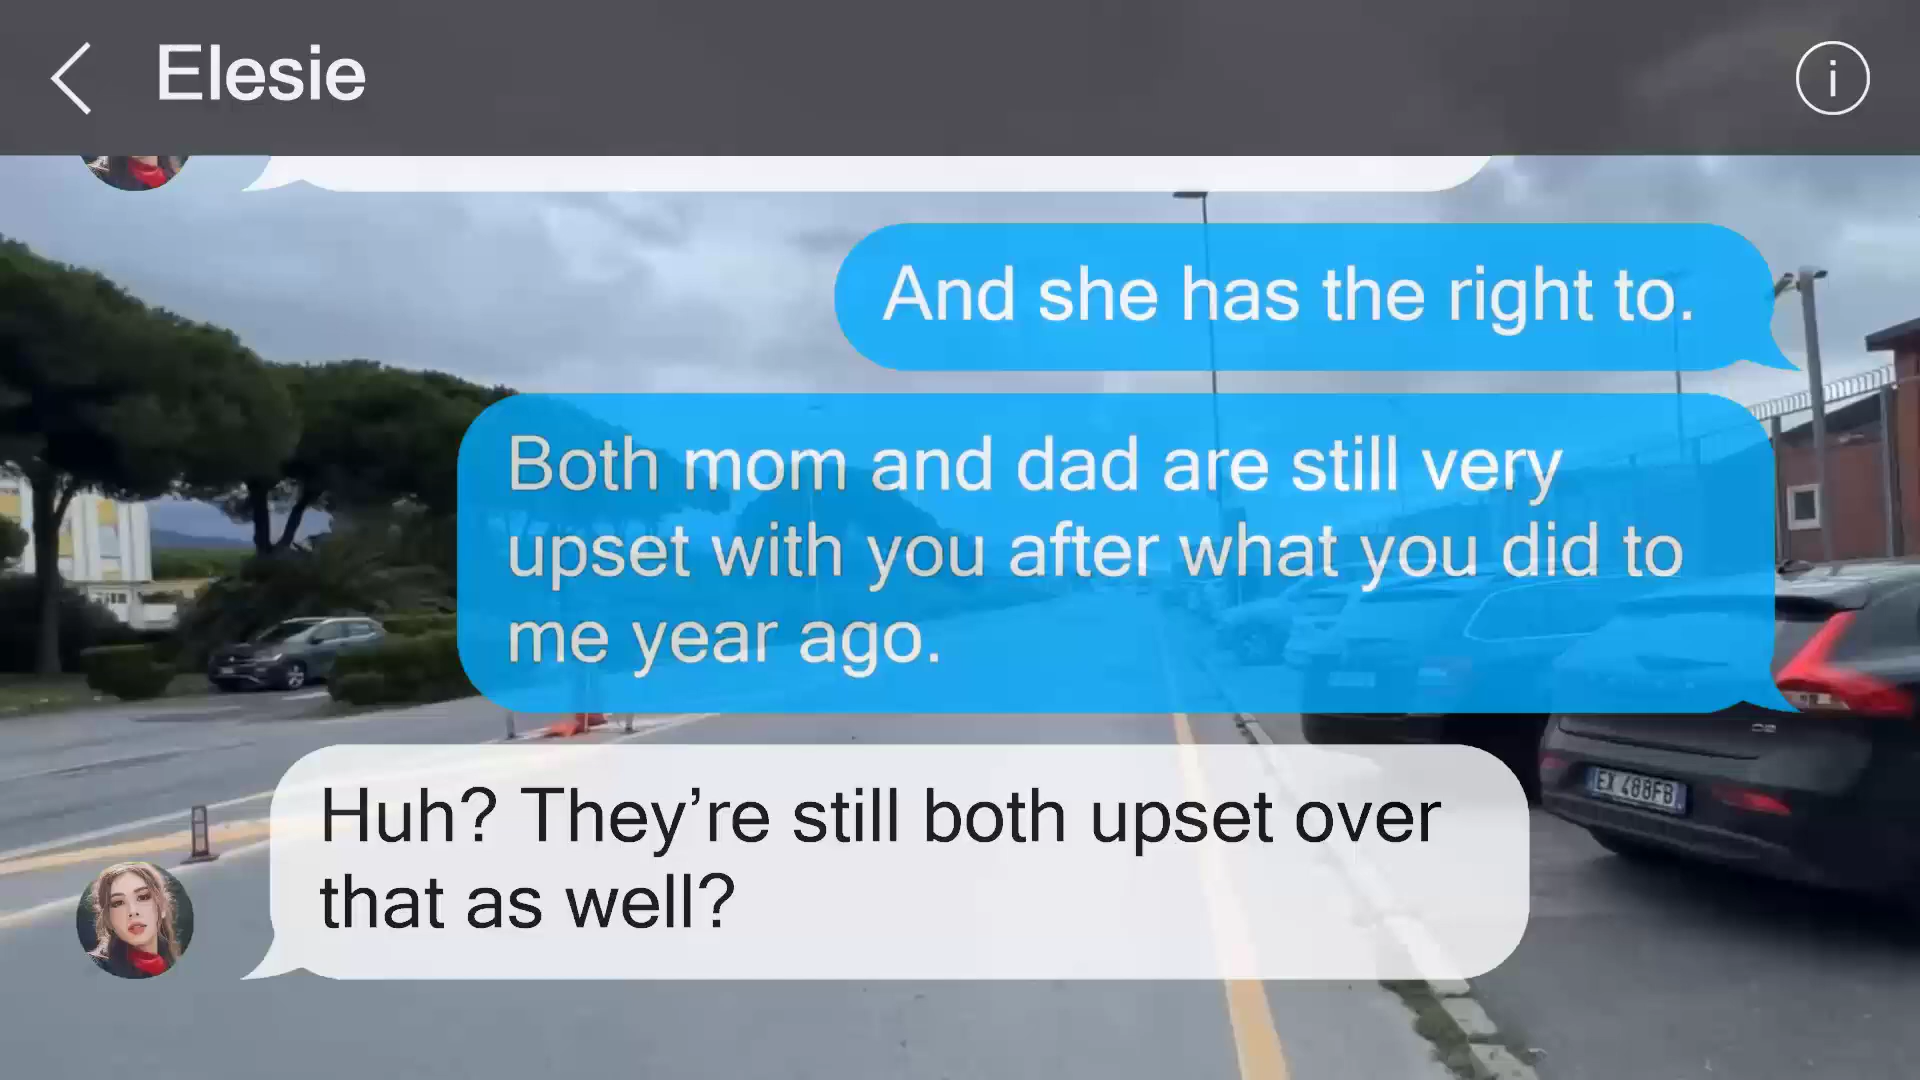 Elesie
And she has the right to.
Both mom and dad are still very
upset with you after what you did to
me year ago.
Huh? They’re still both upset over
that as well?
EX 488FB